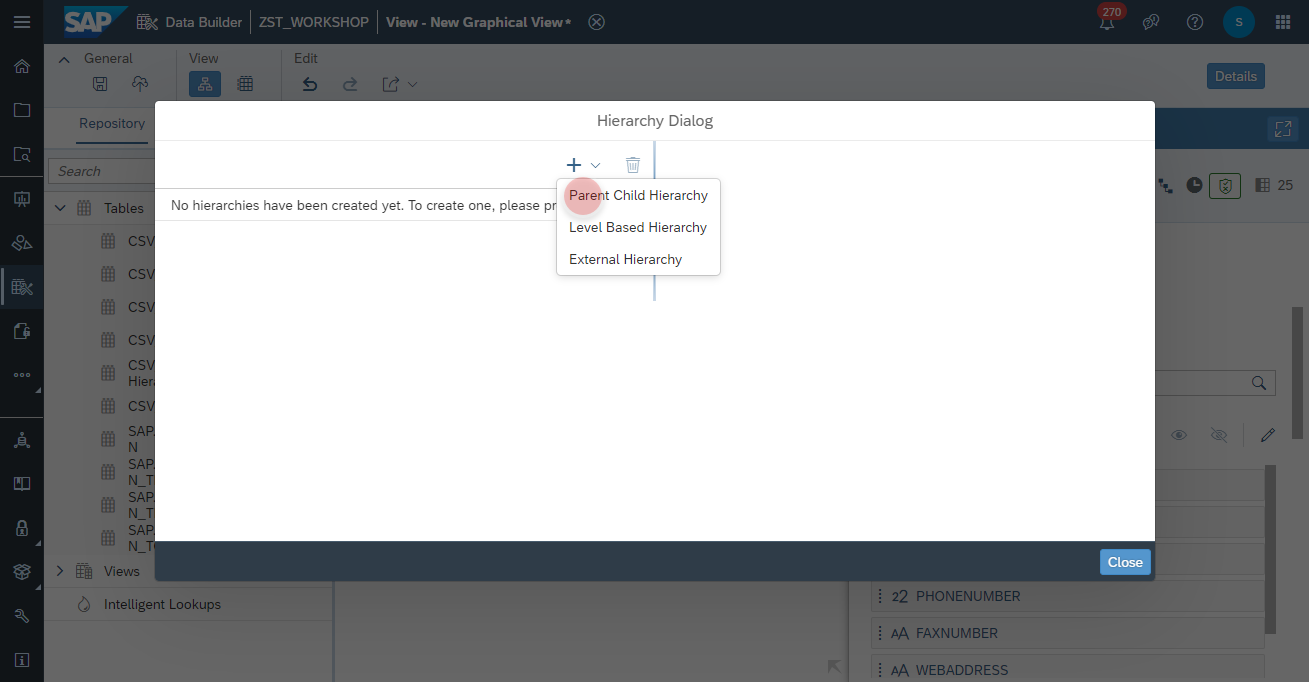 SAP Data Builder ZST_WORKSHOP View - New Graphical View* 270 S
General View Edit
Details
Hierarchy Dialog
Repository
Search
Parent Child Hierarchy
Level Based Hierarchy
External Hierarchy
No hierarchies have been created yet. To create one, please pr
25
Tables
CSV
CSV
CSV
CSV
CSV
Hiera
CSV
SAP.
N
SAP.
N_T
SAP.
N_T
SAP.
N_T
Close
Views
Intelligent Lookups
22 PHONENUMBER
AA FAXNUMBER
AA WEBADDRESS